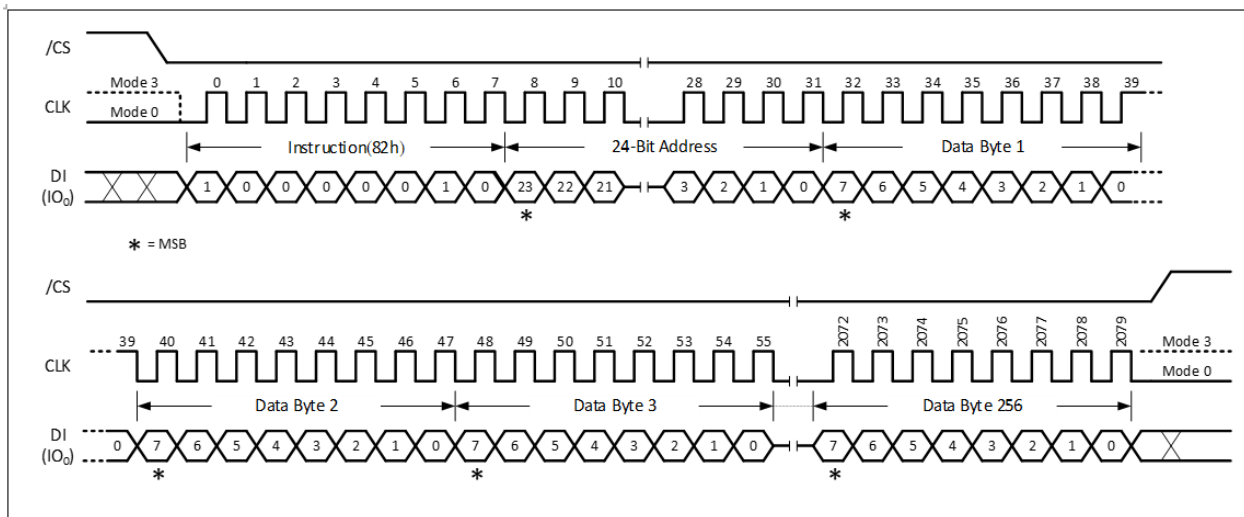 /CS
Mode 3 0 1 2 3 4 5 6 7 8 9 10 28 29 30 31 32 33 34 35 36 37 38 39
CLK Mode 0
Instruction(82h) 24-Bit Address Data Byte 1
DI
(IO₀) 1 0 0 0 0 0 1 0 23 22 21 3 2 1 0 7 6 5 4 3 2 1 0
* *
* = MSB
/CS
39 40 41 42 43 44 45 46 47 48 49 50 51 52 53 54 55 2072 2073 2074 2075 2076 2077 2078 2079 Mode 3
CLK Mode 0
Data Byte 2 Data Byte 3 Data Byte 256
DI
(IO₀) 0 7 6 5 4 3 2 1 0 7 6 5 4 3 2 1 0 7 6 5 4 3 2 1 0
* * *